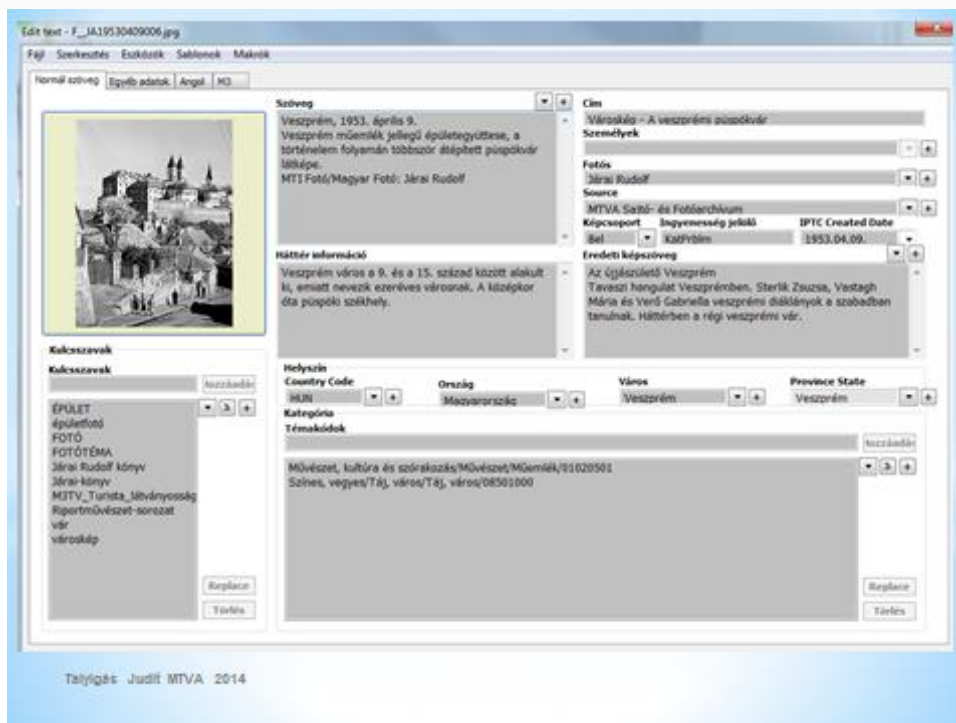 Edit text - F__JA19530409006.jpg
Fájl Szerkesztés Eszközök Sablonok Makrók
Normál szöveg Egyéb adatok Angol M3
Szöveg
Veszprém, 1953. április 9.
Veszprém műemlék jellegű épületegyüttese, a
történelem folyamán többször átépített püspökvár
látképe.
MTI Fotó/Magyar Fotó: Járai Rudolf
Háttér információ
Veszprém város a 9. és a 15. század között alakult
ki, emiatt nevezik ezeréves városnak. A középkor
óta püspöki székhely.
Cím
Városkép - A veszprémi püspökvár
Személyek
Fotós
Járai Rudolf
Source
MTVA Sajtó- és Fotóarchívum
Képcsoport Ingyenesség jelölő IPTC Created Date
Bel KatPrblm 1953.04.09.
Eredeti képszöveg
Az újjászülető Veszprém
Tavaszi hangulat Veszprémben. Sterlik Zsuzsa, Vastagh
Mária és Verő Gabriella veszprémi diáklányok a szabadban
tanulnak. Háttérben a régi veszprémi vár.
Kulcsszavak
Kulcsszavak
Hozzáadás
ÉPÜLET
épületfotó
FOTÓ
FOTÓTÉMA
Járai Rudolf könyv
Járai-könyv
M3TV_Turista_látványosság
Riportművészet-sorozat
vár
városkép
Replace
Törlés
Helyszín
Country Code Ország Város Province State
HUN Magyarország Veszprém Veszprém
Kategória
Témakódok
Hozzáadás
Művészet, kultúra és szórakozás/Művészet/Műemlék/01020501
Színes, vegyes/Táj, város/Táj, város/08501000
Replace
Törlés
Talyigás Judit MTVA 2014